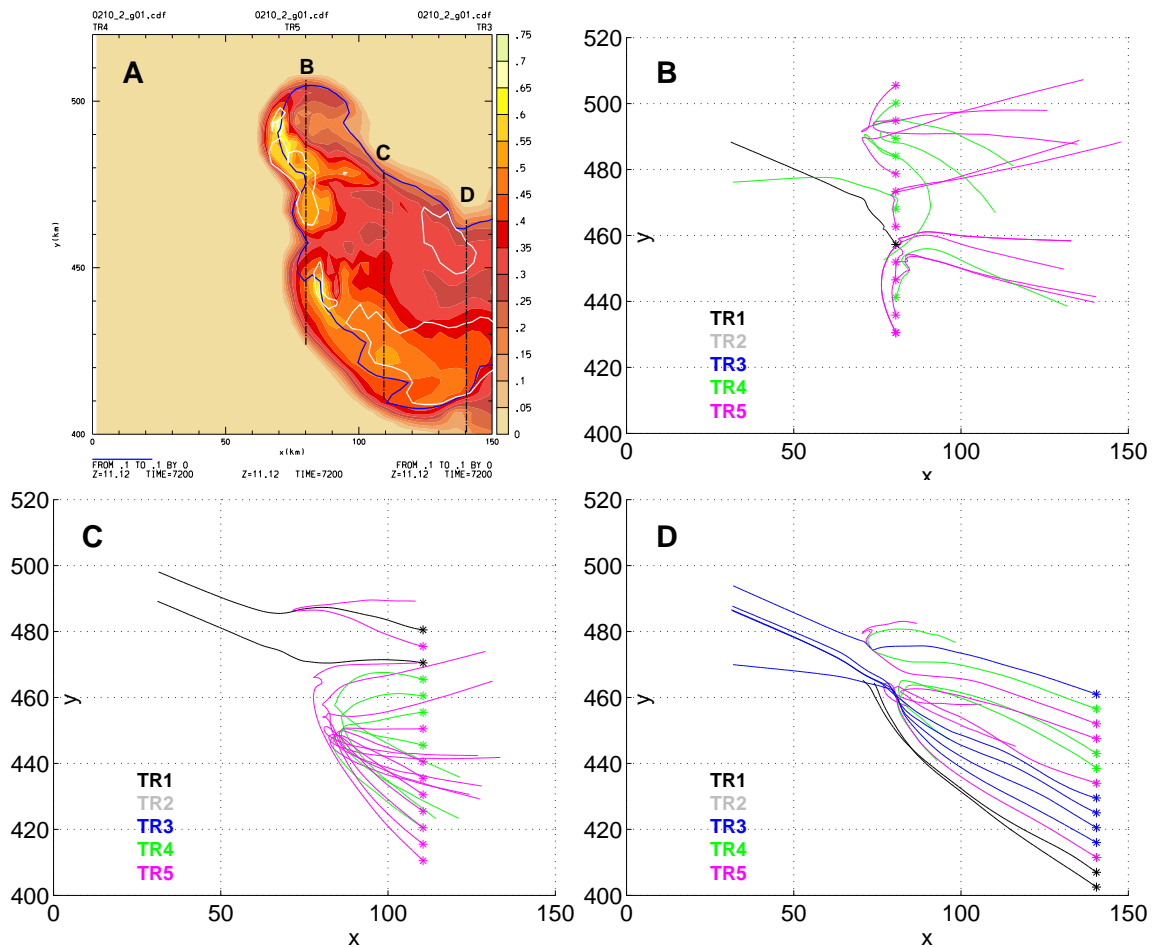 0210_2_g01.cdf 0210_2_g01.cdf 0210_2_g01.cdf
TR4 TR5 TR3
A
B
C
D
.75
.7
.65
.6
.55
.5
.45
.4
.35
.3
.25
.2
.15
.1
.05
0
500
450
400
y(km)
0 50 100 150
x(km)
FROM .1 TO .1 BY 0 FROM .1 TO .1 BY 0
Z=11.12 TIME=7200 Z=11.12 TIME=7200 Z=11.12 TIME=7200
B
520
500
480
460
440
420
400
y
TR1
TR2
TR3
TR4
TR5
0 50 100 150
x
C
520
500
480
460
440
420
400
y
TR1
TR2
TR3
TR4
TR5
0 50 100 150
x
D
520
500
480
460
440
420
400
y
TR1
TR2
TR3
TR4
TR5
0 50 100 150
x